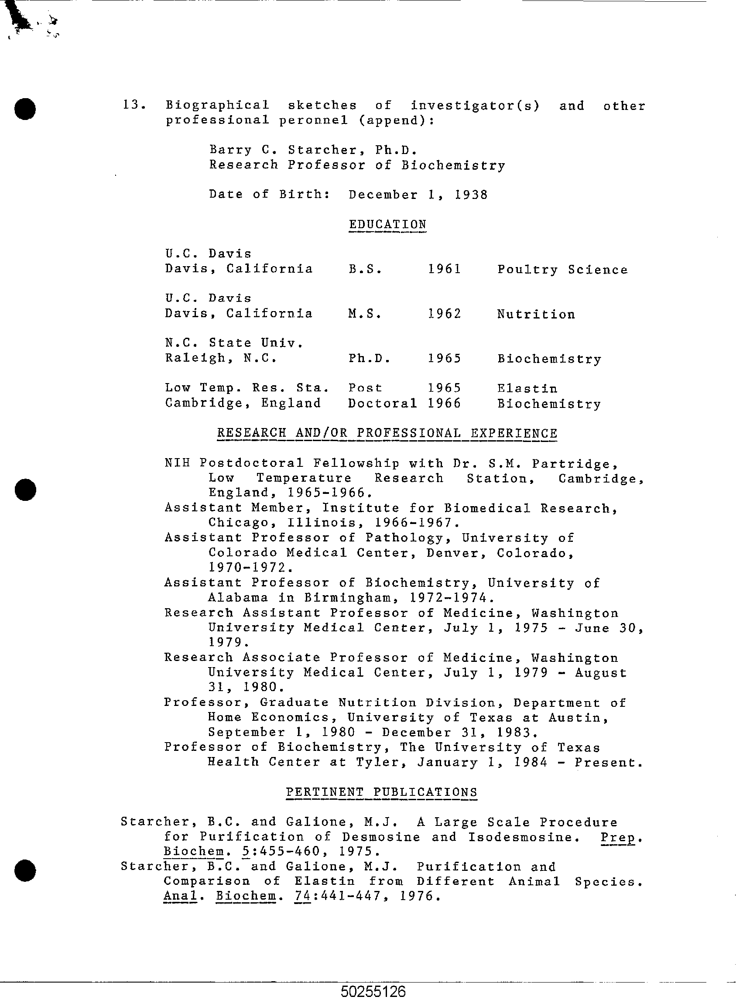 13. Biographical sketches of investigator(s) and other
professional peronnel (append):
Barry C. Starcher, Ph.D.
Research Professor of Biochemistry
Date of Birth: December 1, 1938
EDUCATION
U.C. Davis
Davis, California B.S. 1961 Poultry Science
U.C. Davis
Davis, California M.S. 1962 Nutrition
N.C. State Univ.
Raleigh, N.C. Ph.D. 1965 Biochemistry
Low Temp. Res. Sta. Post 1965 Elastin
Cambridge, England Doctoral 1966 Biochemistry
RESEARCH AND/OR PROFESSIONAL EXPERIENCE
NIH Postdoctoral Fellowship with Dr. S.M. Partridge,
Low Temperature Research Station, Cambridge,
England, 1965-1966.
Assistant Member, Institute for Biomedical Research,
Chicago, Illinois, 1966-1967.
Assistant Professor of Pathology, University of
Colorado Medical Center, Denver, Colorado,
1970-1972.
Assistant Professor of Biochemistry, University of
Alabama in Birmingham, 1972-1974.
Research Assistant Professor of Medicine, Washington
University Medical Center, July 1, 1975 - June 30,
1979.
Research Associate Professor of Medicine, Washington
University Medical Center, July 1, 1979 - August
31, 1980.
Professor, Graduate Nutrition Division, Department of
Home Economics, University of Texas at Austin,
September 1, 1980 - December 31, 1983.
Professor of Biochemistry, The University of Texas
Health Center at Tyler, January 1, 1984 - Present.
PERTINENT PUBLICATIONS
Starcher, B.C. and Galione, M.J. A Large Scale Procedure
for Purification of Desmosine and Isodesmosine. Prep.
Biochem. 5:455-460, 1975.
Starcher, B.C. and Galione, M.J. Purification and
Comparison of Elastin from Different Animal Species.
Anal. Biochem. 74:441-447, 1976.
50255126